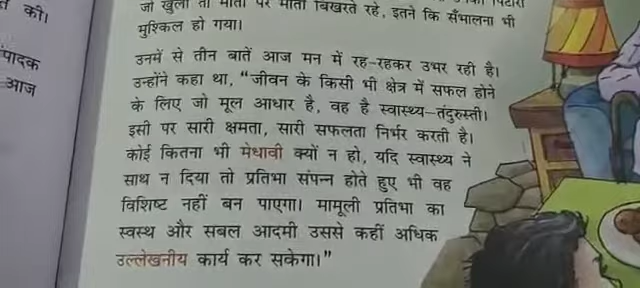 त की।
पादक
आज
जो खुला तो मोती पर मोती बिखरते रहे, इतने कि सँभालना भी
मुश्किल हो गया।
उनमें से तीन बातें आज मन में रह-रहकर उभर रही है।
उन्होंने कहा था, “जीवन के किसी भी क्षेत्र में सफल होने
के लिए जो मूल आधार है, वह है स्वास्थ्य-तंदुरुस्ती।
इसी पर सारी क्षमता, सारी सफलता निर्भर करती है।
कोई कितना भी मेधावी क्यों न हो, यदि स्वास्थ्य ने
साथ न दिया तो प्रतिभा संपन्न होते हुए भी वह
विशिष्ट नहीं बन पाएगा। मामूली प्रतिभा का
स्वस्थ और सबल आदमी उससे कहीं अधिक
उल्लेखनीय कार्य कर सकेगा।”